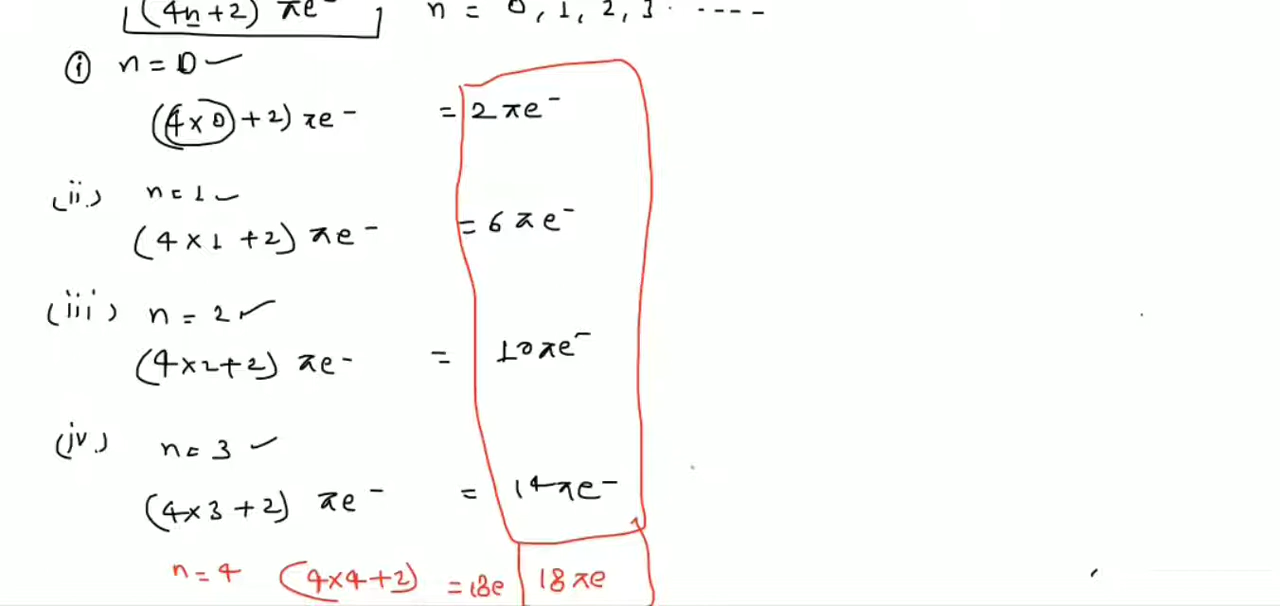 (4n+2) πe⁻ n = 0, 1, 2, 3 . ----
(i) n = 0
(4×0+2) πe⁻ = 2πe⁻
(ii.) n = 1
(4×1+2) πe⁻ = 6πe⁻
(iii) n = 2
(4×2+2) πe⁻ = 10πe⁻
(iv.) n = 3
(4×3+2) πe⁻ = 14πe⁻
n = 4 (4×4+2) = 18e 18πe